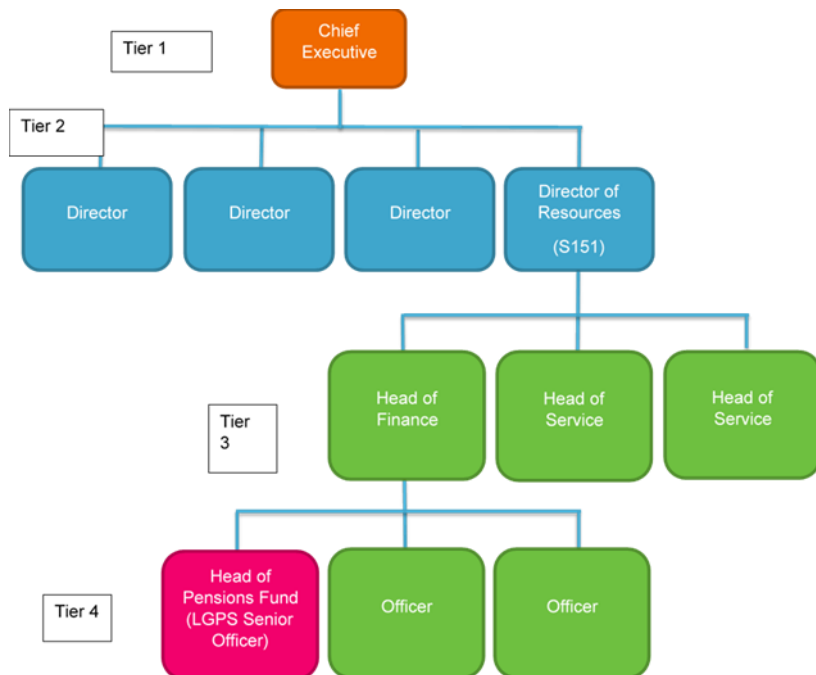 Tier 1
Chief
Executive
Tier 2
Director
Director
Director
Director of
Resources
(S151)
Tier
3
Head of
Finance
Head of
Service
Head of
Service
Tier 4
Head of
Pensions Fund
(LGPS Senior
Officer)
Officer
Officer